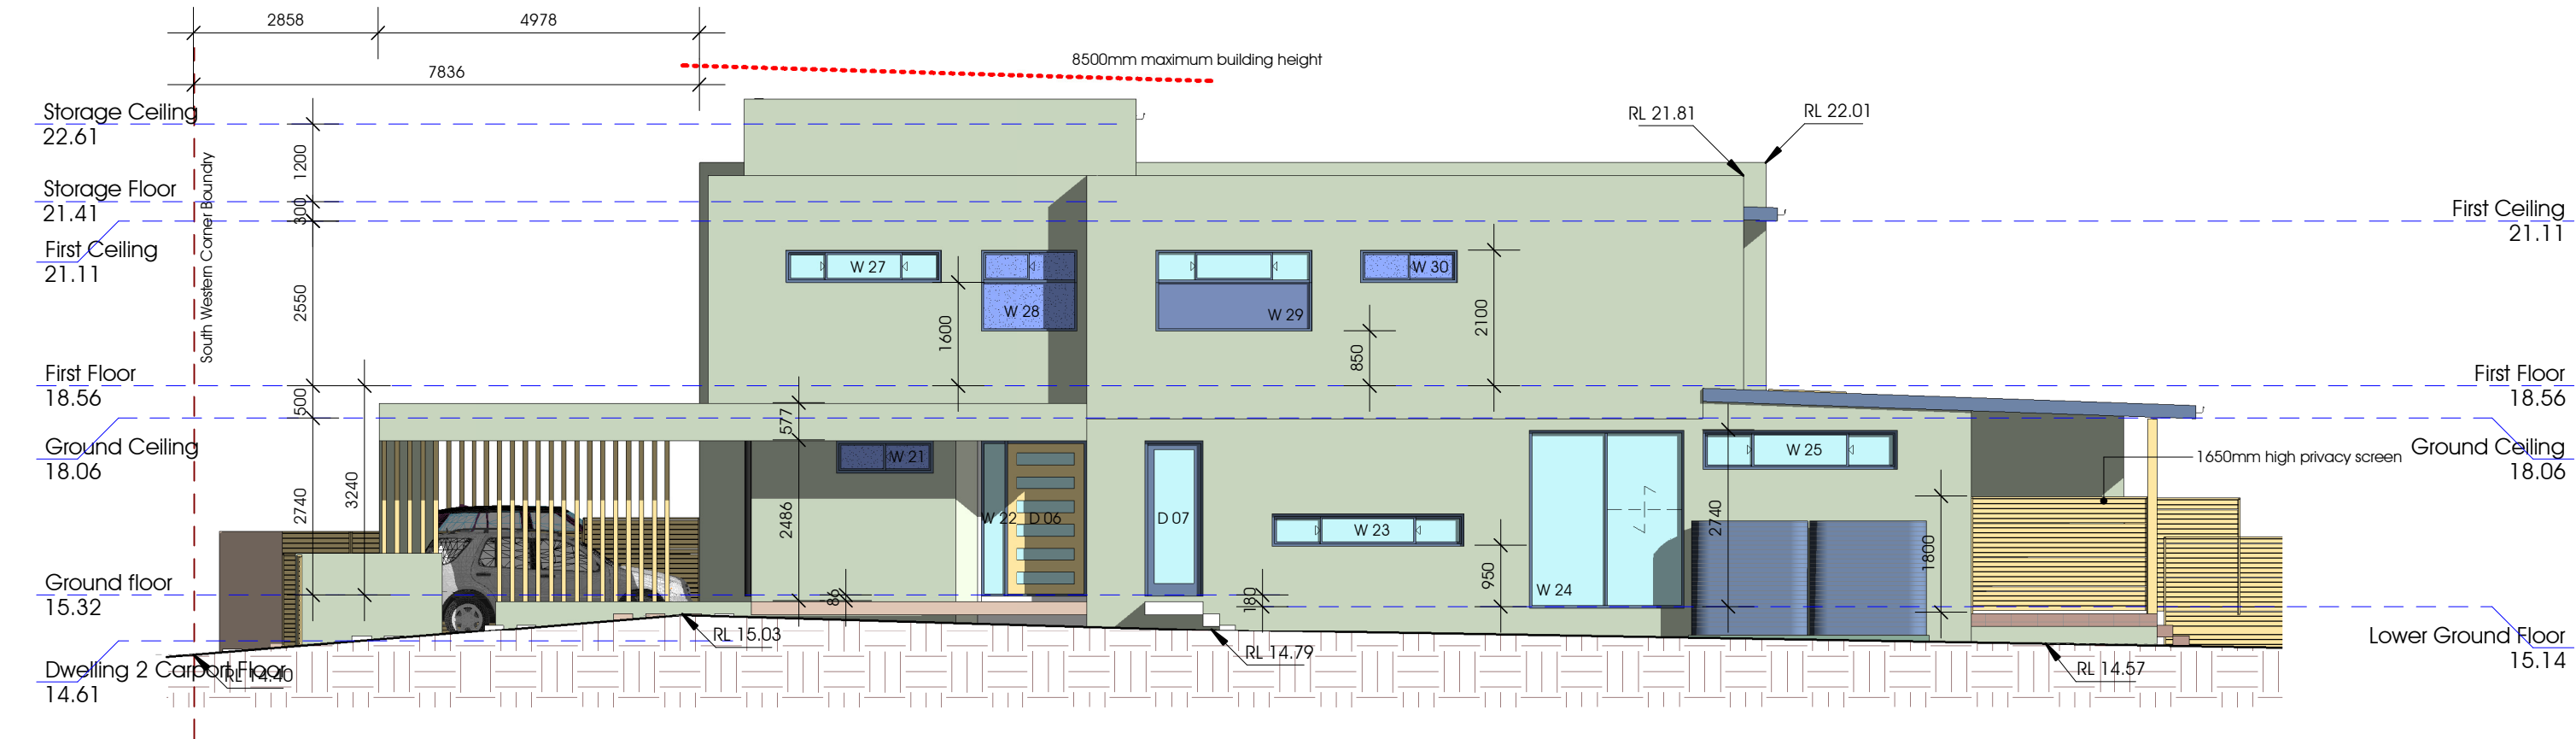 2858
4978
7836
8500mm maximum building height
Storage Ceiling
22.61
Storage Floor
21.41
First Ceiling
21.11
First Floor
18.56
Ground Ceiling
18.06
Ground floor
15.32
Dwelling 2 Carport Floor
14.61
South Western Corner Boundry
1200
300
2550
500
2740
3240
RL 14.40
RL 15.03
RL 14.79
RL 14.57
RL 21.81
RL 22.01
W 27
W 28
W 29
W 30
1600
850
2100
577
2486
86
W 21
W 22
D 06
D 07
W 23
180
950
W 24
2740
W 25
1800
1650mm high privacy screen
First Ceiling
21.11
First Floor
18.56
Ground Ceiling
18.06
Lower Ground Floor
15.14